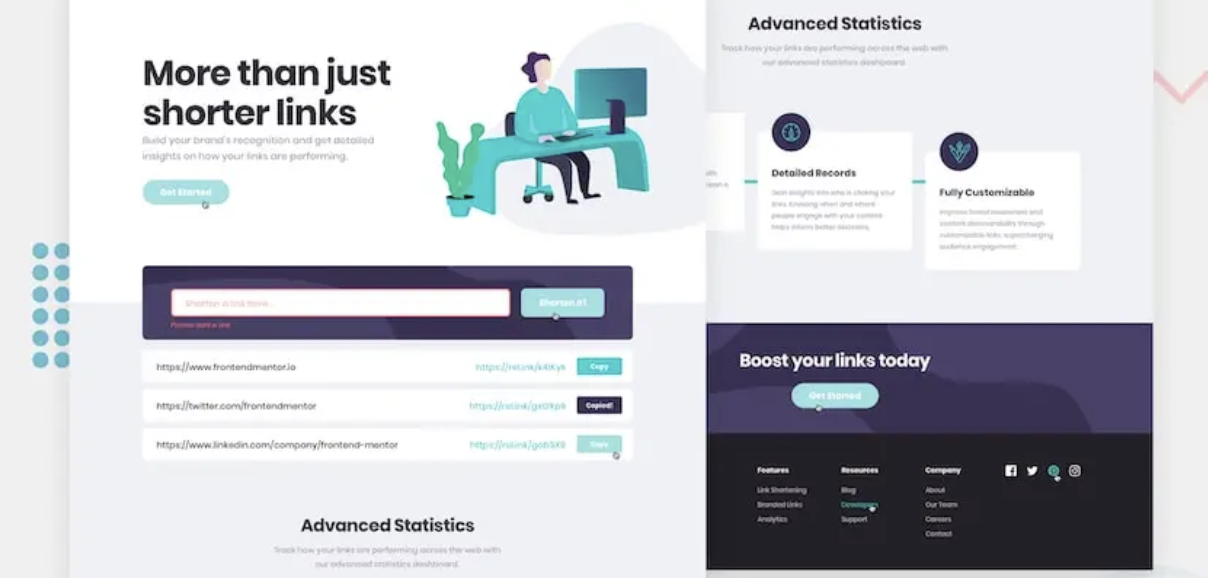 More than just
shorter links
Build your brand's recognition and get detailed
insights on how your links are performing.
Get Started
Shorten a link here...
Shorten it!
Please add a link
https://www.frontendmentor.io
https://rel.ink/k4lKyk
Copy
https://twitter.com/frontendmentor
https://rel.ink/gxOXp9
Copied!
https://www.linkedin.com/company/frontend-mentor
https://rel.ink/gob3X9
Copy
Advanced Statistics
Track how your links are performing across the web with
our advanced statistics dashboard.
Advanced Statistics
Track how your links are performing across the web with
our advanced statistics dashboard.
Detailed Records
Gain insights into who is clicking your
links. Knowing when and where
people engage with your content
helps inform better decisions.
Fully Customizable
Improve brand awareness and
content discoverability through
customizable links, supercharging
audience engagement.
Boost your links today
Get Started
Features
Link Shortening
Branded Links
Analytics
Resources
Blog
Developers
Support
Company
About
Our Team
Careers
Contact